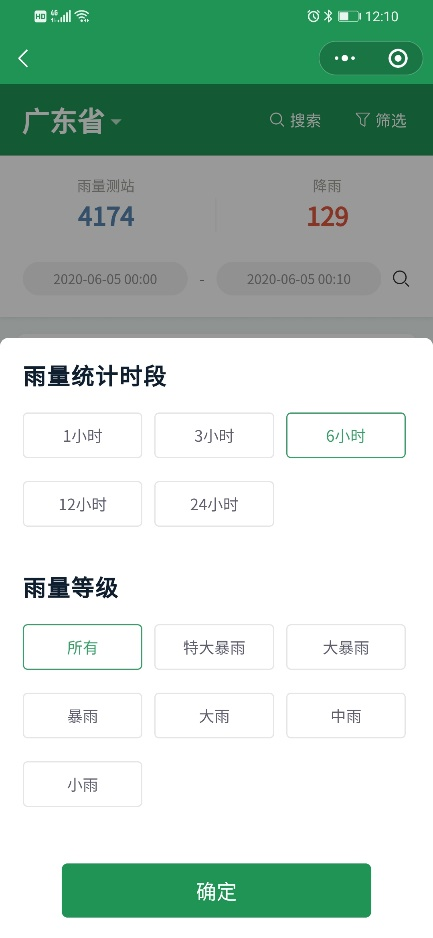 HD 4G 12:10
广东省 搜索 筛选
雨量测站 降雨
4174 129
2020-06-05 00:00 - 2020-06-05 00:10
雨量统计时段
1小时 3小时 6小时
12小时 24小时
雨量等级
所有 特大暴雨 大暴雨
暴雨 大雨 中雨
小雨
确定